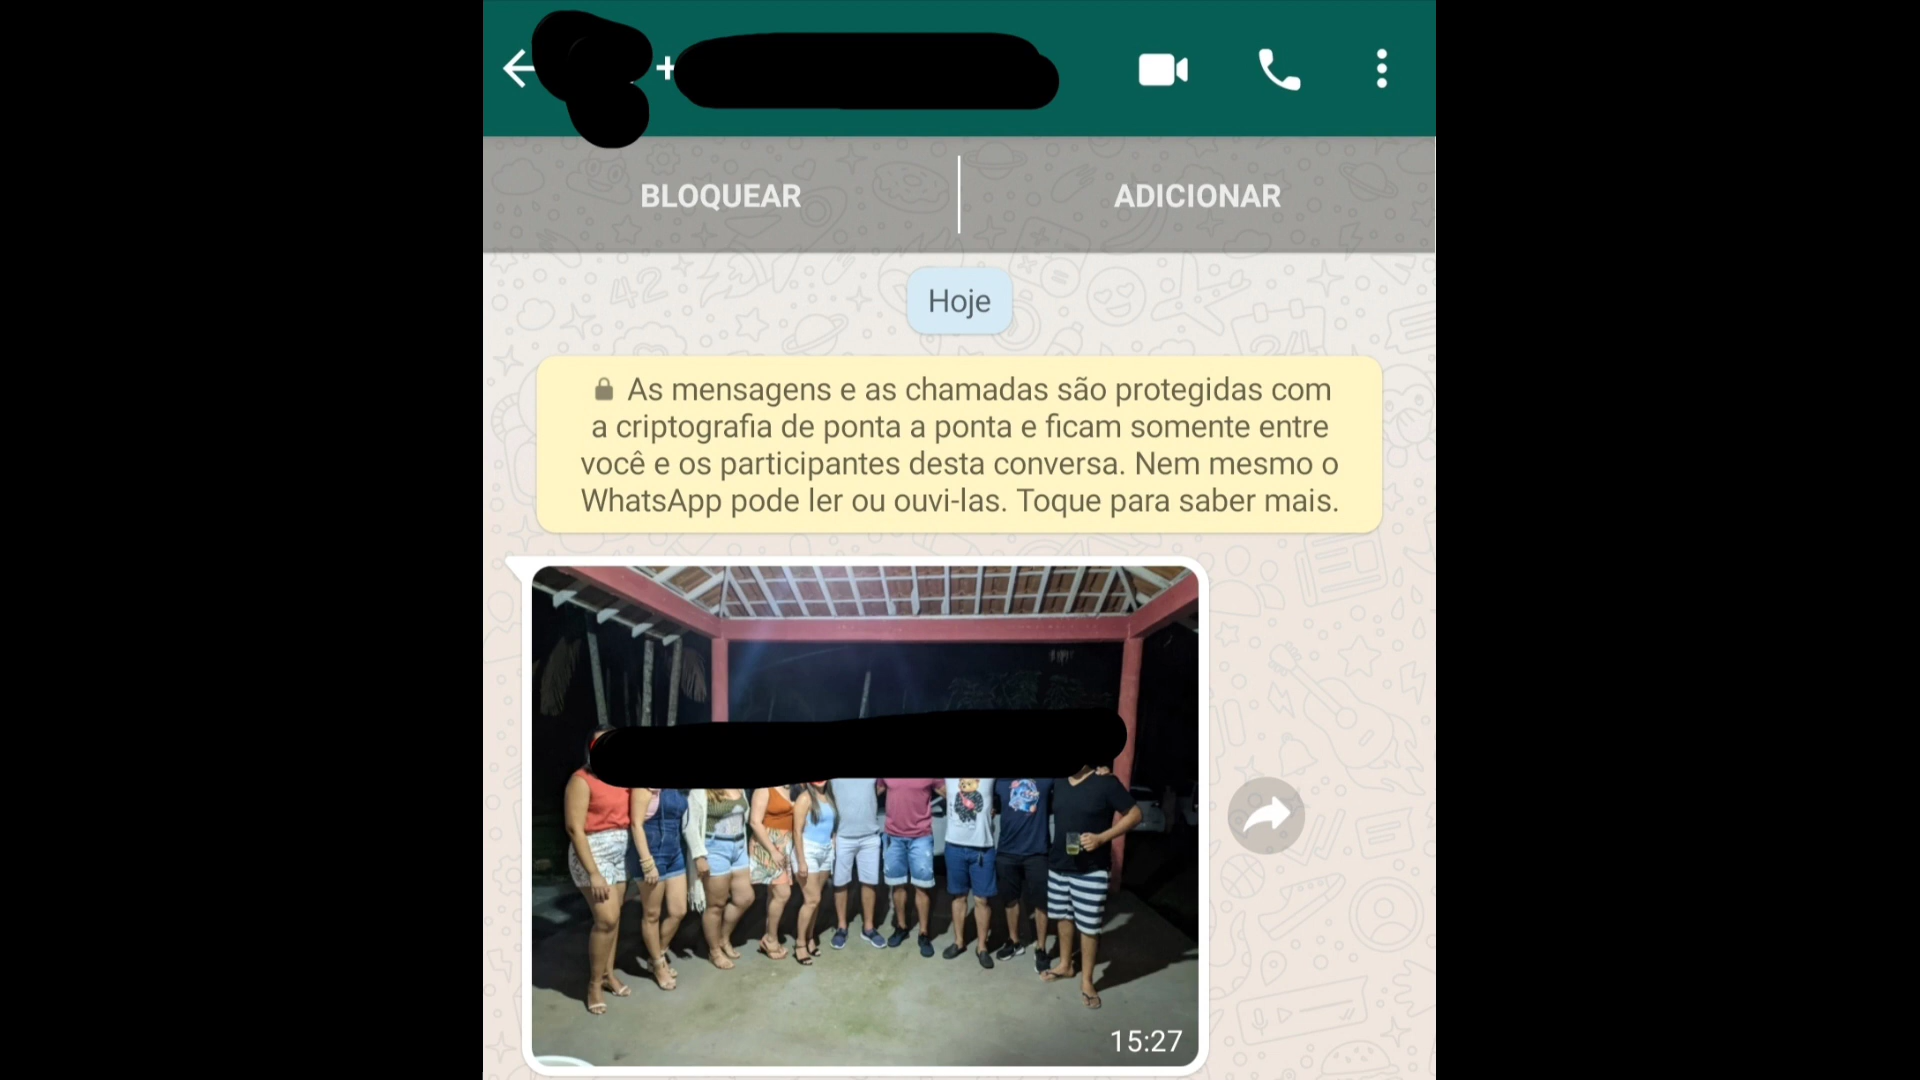 +
BLOQUEAR
ADICIONAR
Hoje
As mensagens e as chamadas são protegidas com
a criptografia de ponta a ponta e ficam somente entre
você e os participantes desta conversa. Nem mesmo o
WhatsApp pode ler ou ouvi-las. Toque para saber mais.
15:27